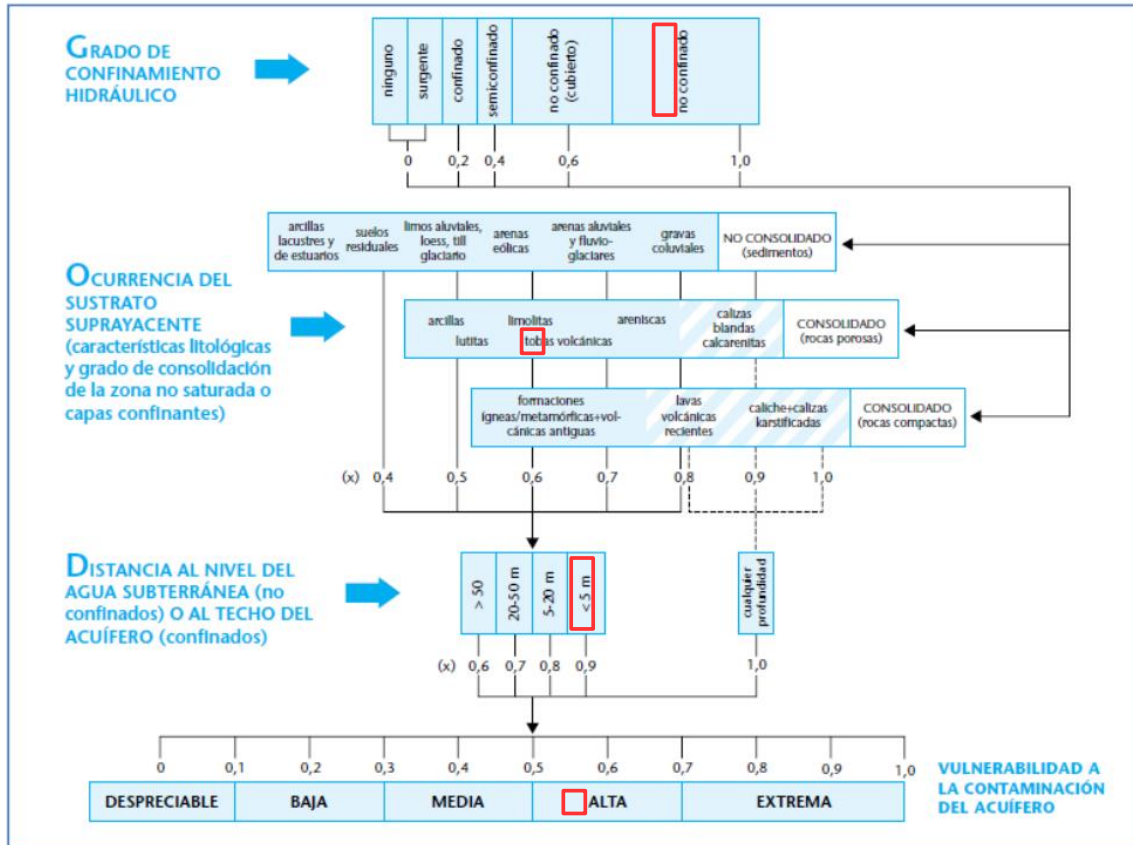 GRADO DE
CONFINAMIENTO
HIDRÁULICO
ninguno
surgente
confinado
semiconfinado
no confinado
(cubierto)
no confinado
0
0,2
0,4
0,6
1,0
arcillas
lacustres y
de estuarios
suelos
residuales
limos aluviales,
loess, till
glaciario
arenas
eólicas
arenas aluviales
y fluvio-
glaciares
gravas
coluviales
NO CONSOLIDADO
(sedimentos)
OCURRENCIA DEL
SUSTRATO
SUPRAYACENTE
(características litológicas
y grado de consolidación
de la zona no saturada o
capas confinantes)
arcillas
lutitas
limolitas
tobas volcánicas
areniscas
calizas
blandas
calcarenitas
CONSOLIDADO
(rocas porosas)
formaciones
ígneas/metamórficas+vol-
cánicas antiguas
lavas
volcánicas
recientes
caliche+calizas
karstificadas
CONSOLIDADO
(rocas compactas)
(x) 0,4 0,5 0,6 0,7 0,8 0,9 1,0
DISTANCIA AL NIVEL DEL
AGUA SUBTERRÁNEA (no
confinados) O AL TECHO DEL
ACUÍFERO (confinados)
> 50
20-50 m
5-20 m
< 5 m
cualquier
profundidad
(x) 0,6 0,7 0,8 0,9 1,0
0 0,1 0,2 0,3 0,4 0,5 0,6 0,7 0,8 0,9 1,0
DESPRECIABLE BAJA MEDIA ALTA EXTREMA
VULNERABILIDAD A
LA CONTAMINACIÓN
DEL ACUÍFERO